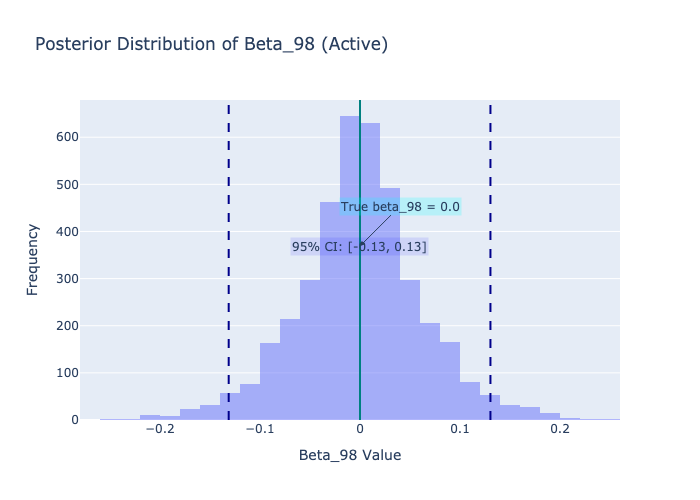 Posterior Distribution of Beta_98 (Active)
600
500
400
300
200
100
0
Frequency
True beta_98 = 0.0
95% CI: [-0.13, 0.13]
−0.2
−0.1
0
0.1
0.2
Beta_98 Value